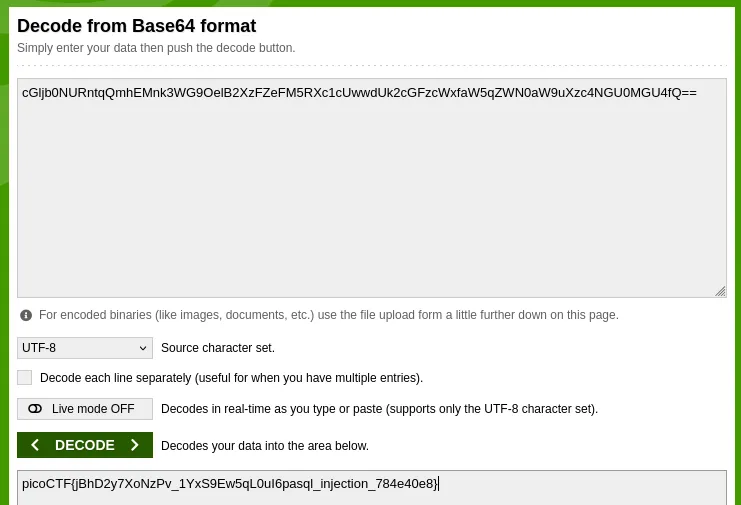 Decode from Base64 format
Simply enter your data then push the decode button.
cGljb0NURntqQmhEMnk3WG9OelB2XzFZeFM5RXc1cUwwdUk2cGFzcWxfaW5qZWN0aW9uXzc4NGU0MGU4fQ==
For encoded binaries (like images, documents, etc.) use the file upload form a little further down on this page.
UTF-8 Source character set.
Decode each line separately (useful for when you have multiple entries).
Live mode OFF Decodes in real-time as you type or paste (supports only the UTF-8 character set).
DECODE Decodes your data into the area below.
picoCTF{jBhD2y7XoNzPv_1YxS9Ew5qL0uI6pasql_injection_784e40e8}